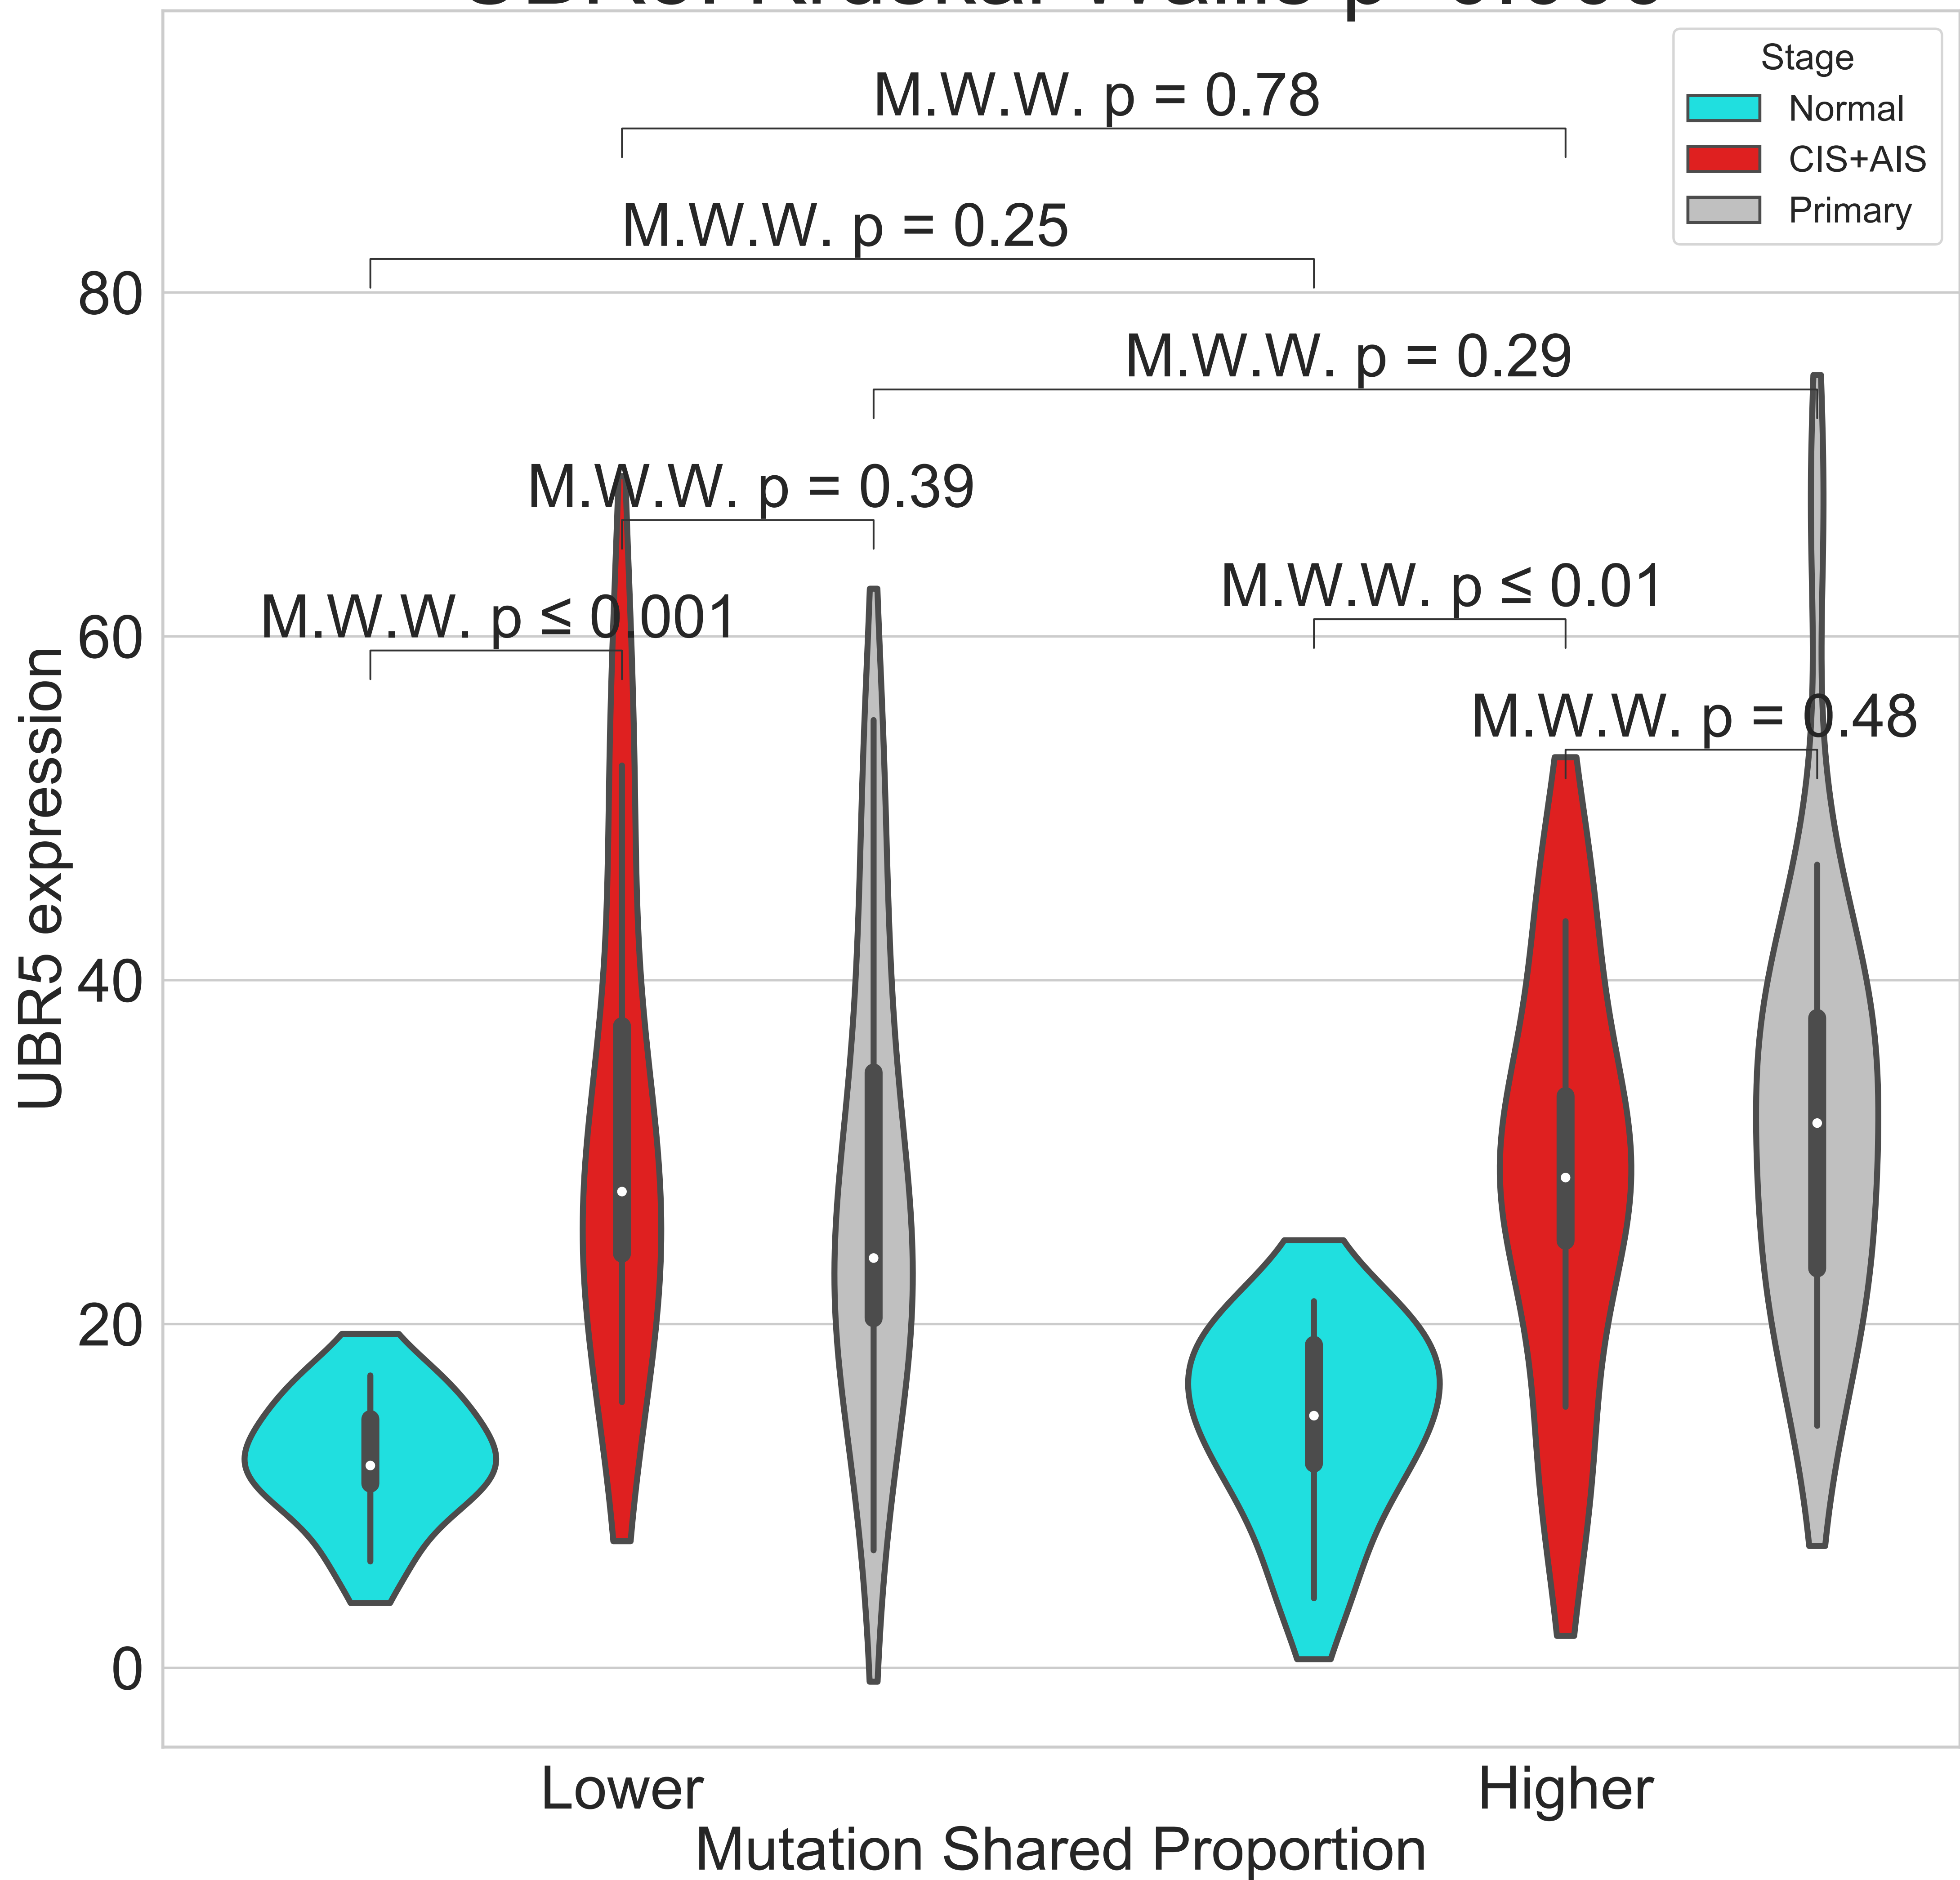 Stage
Normal
CIS+AIS
Primary
M.W.W. p = 0.78
M.W.W. p = 0.25
M.W.W. p = 0.29
M.W.W. p = 0.39
M.W.W. p ≤ 0.001
M.W.W. p ≤ 0.01
M.W.W. p = 0.48
UBR5 expression
80
60
40
20
0
Lower
Higher
Mutation Shared Proportion